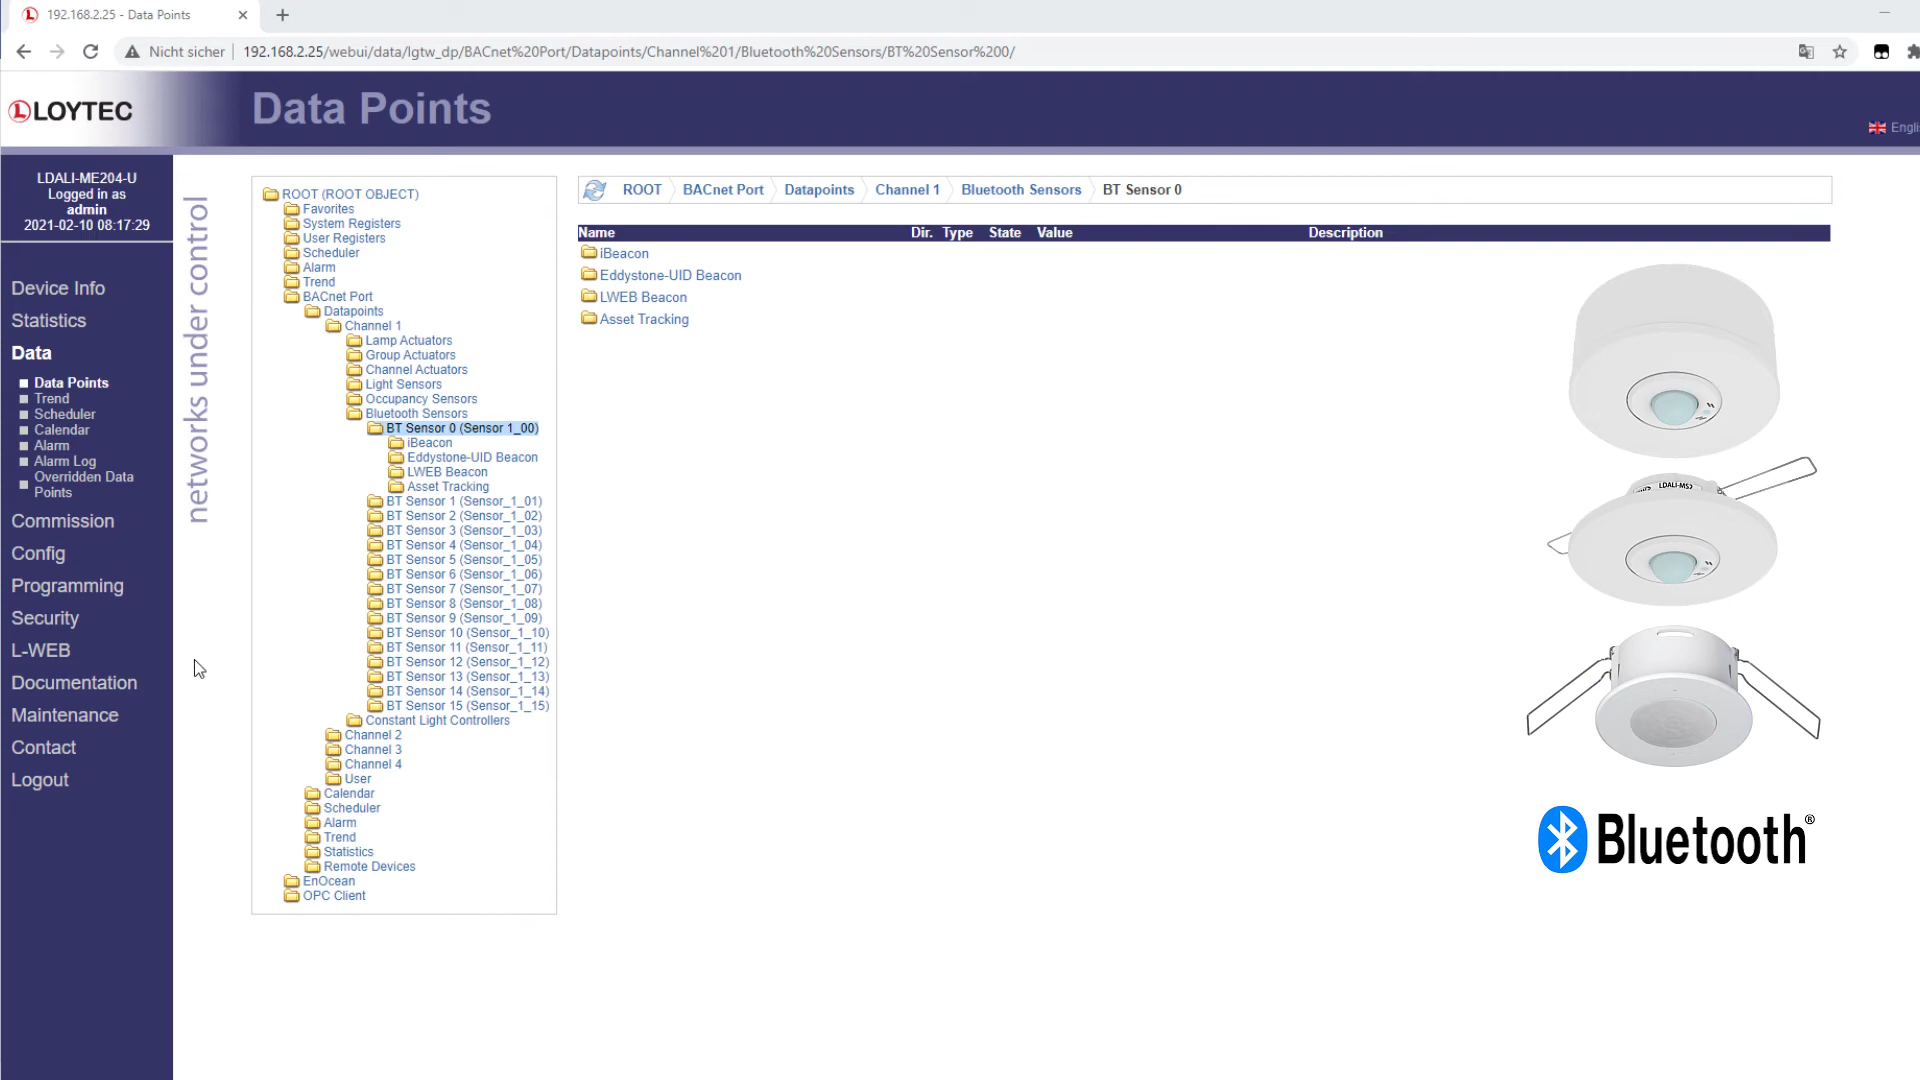 192.168.2.25 - Data Points
Nicht sicher
192.168.2.25/webui/data/lgtw_dp/BACnet%20Port/Datapoints/Channel%201/Bluetooth%20Sensors/BT%20Sensor%200/
LOYTEC
Data Points
Englis
LDALI-ME204-U
Logged in as
admin
2021-02-10 08:17:29
Device Info
Statistics
Data
Data Points
Trend
Scheduler
Calendar
Alarm
Alarm Log
Overridden Data
Points
Commission
Config
Programming
Security
L-WEB
Documentation
Maintenance
Contact
Logout
networks under control
ROOT (ROOT OBJECT)
Favorites
System Registers
User Registers
Scheduler
Alarm
Trend
BACnet Port
Datapoints
Channel 1
Lamp Actuators
Group Actuators
Channel Actuators
Light Sensors
Occupancy Sensors
Bluetooth Sensors
BT Sensor 0 (Sensor 1_00)
iBeacon
Eddystone-UID Beacon
LWEB Beacon
Asset Tracking
BT Sensor 1 (Sensor_1_01)
BT Sensor 2 (Sensor_1_02)
BT Sensor 3 (Sensor_1_03)
BT Sensor 4 (Sensor_1_04)
BT Sensor 5 (Sensor_1_05)
BT Sensor 6 (Sensor_1_06)
BT Sensor 7 (Sensor_1_07)
BT Sensor 8 (Sensor_1_08)
BT Sensor 9 (Sensor_1_09)
BT Sensor 10 (Sensor_1_10)
BT Sensor 11 (Sensor_1_11)
BT Sensor 12 (Sensor_1_12)
BT Sensor 13 (Sensor_1_13)
BT Sensor 14 (Sensor_1_14)
BT Sensor 15 (Sensor_1_15)
Constant Light Controllers
Channel 2
Channel 3
Channel 4
User
Calendar
Scheduler
Alarm
Trend
Statistics
Remote Devices
EnOcean
OPC Client
ROOT BACnet Port Datapoints Channel 1 Bluetooth Sensors BT Sensor 0
Name Dir. Type State Value Description
iBeacon
Eddystone-UID Beacon
LWEB Beacon
Asset Tracking
LDALI-MS2
Bluetooth®